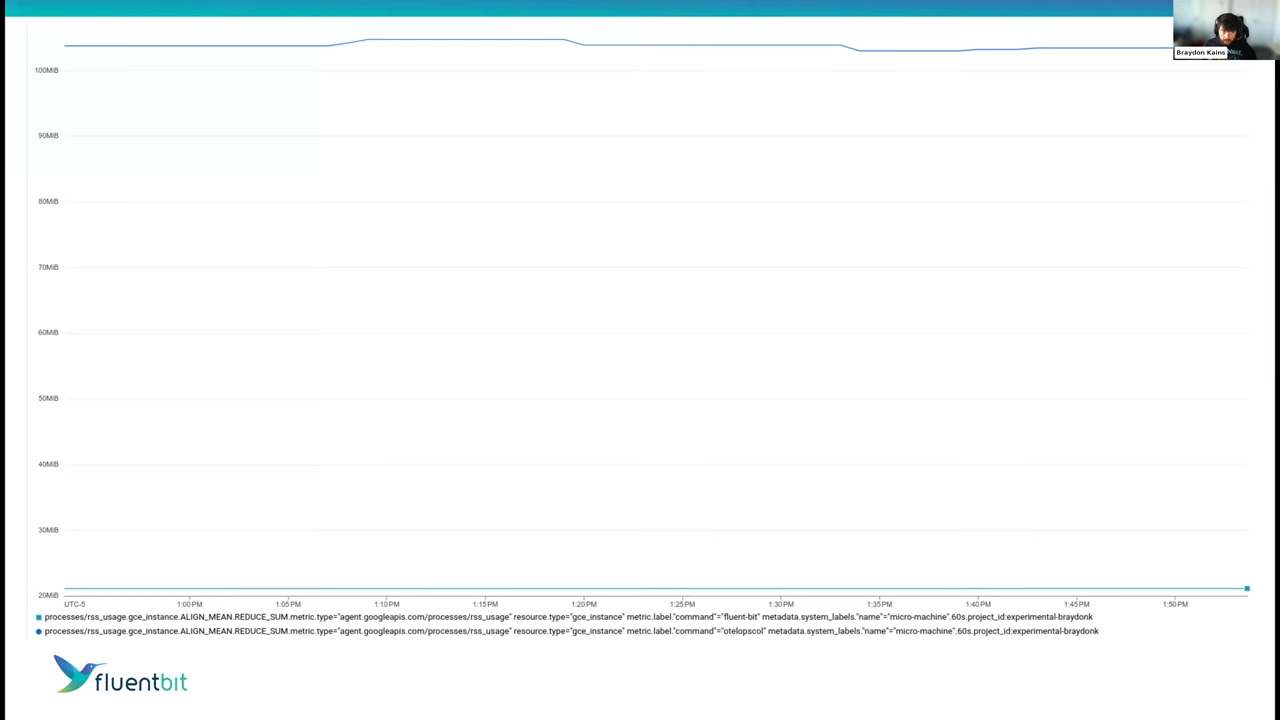 Braydon Kains
100MiB
90MiB
80MiB
70MiB
60MiB
50MiB
40MiB
30MiB
20MiB
UTC-5 1:00 PM 1:05 PM 1:10 PM 1:15 PM 1:20 PM 1:25 PM 1:30 PM 1:35 PM 1:40 PM 1:45 PM 1:50 PM
processes/rss_usage.gce_instance.ALIGN_MEAN.REDUCE_SUM.metric.type="agent.googleapis.com/processes/rss_usage" resource.type="gce_instance" metric.label."command"="fluent-bit" metadata.system_labels."name"="micro-machine".60s.project_id:experimental-braydonk
processes/rss_usage.gce_instance.ALIGN_MEAN.REDUCE_SUM.metric.type="agent.googleapis.com/processes/rss_usage" resource.type="gce_instance" metric.label."command"="otelopscol" metadata.system_labels."name"="micro-machine".60s.project_id:experimental-braydonk
fluentbit